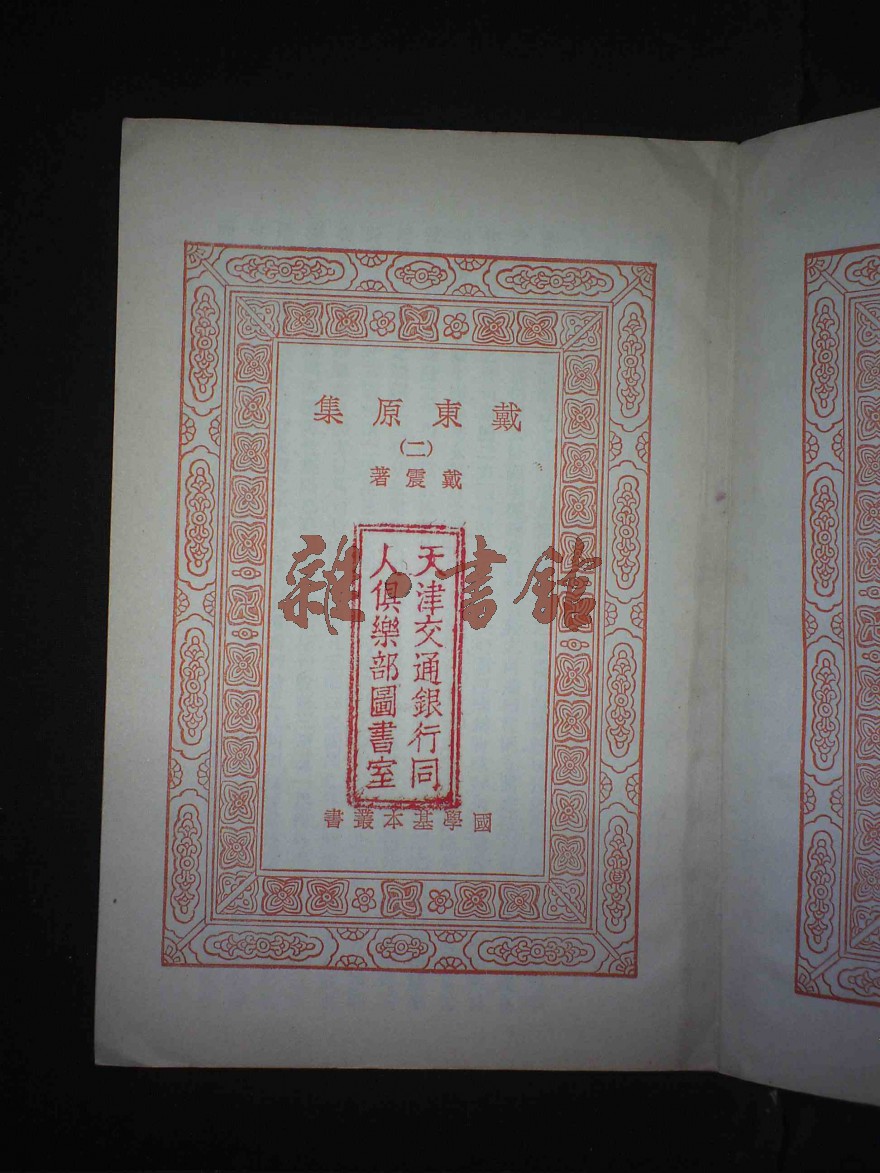 戴東原集
(二)
戴震著
天津交通銀行同
人俱樂部圖書室
雜·書館
國學基本叢書